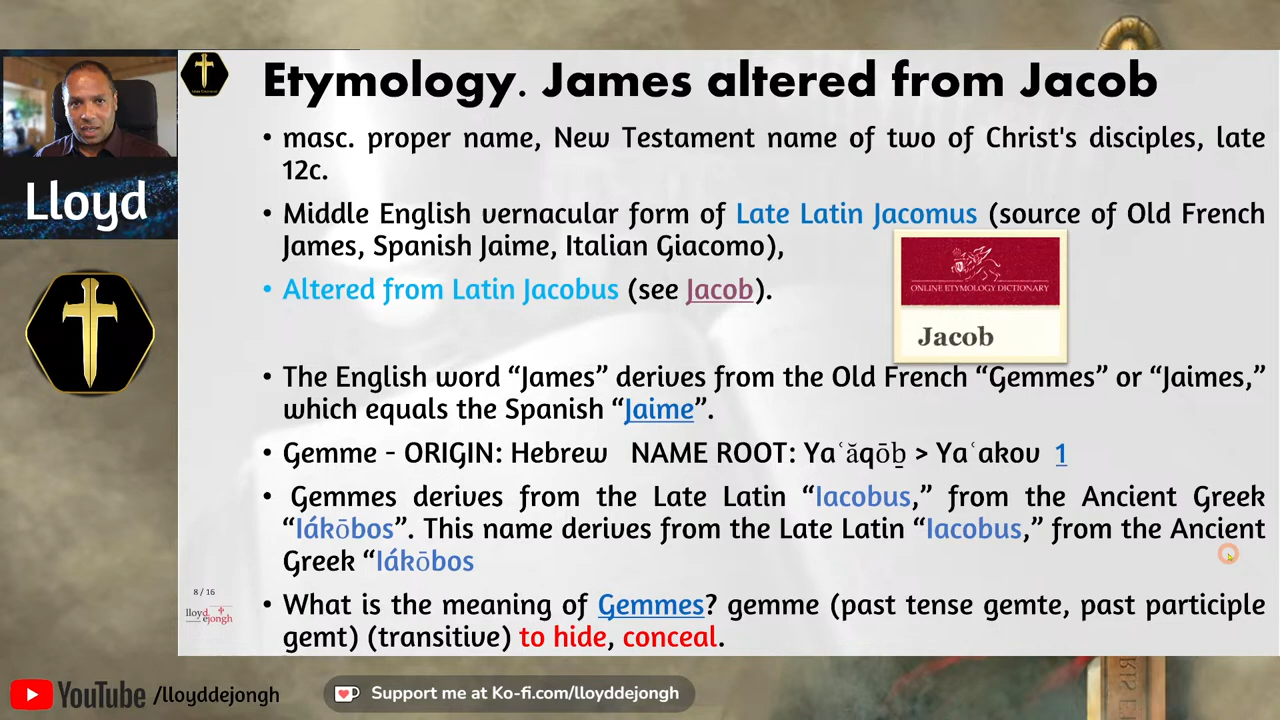 Etymology. James altered from Jacob
• masc. proper name, New Testament name of two of Christ's disciples, late
12c.
• Middle English vernacular form of Late Latin Jacomus (source of Old French
James, Spanish Jaime, Italian Giacomo),
• Altered from Latin Jacobus (see Jacob).
ONLINE ETYMOLOGY DICTIONARY
Jacob
• The English word “James” derives from the Old French “Gemmes” or “Jaimes,”
which equals the Spanish “Jaime”.
• Gemme - ORIGIN: Hebrew NAME ROOT: Yaʿăqōḇ > Yaʿakov 1
• Gemmes derives from the Late Latin “Iacobus,” from the Ancient Greek
“Iákōbos”. This name derives from the Late Latin “Iacobus,” from the Ancient
Greek “Iákōbos
• What is the meaning of Gemmes? gemme (past tense gemte, past participle
gemt) (transitive) to hide, conceal.
8 / 16
lloyd
dejongh
Lloyd
YouTube /lloyddejongh
Support me at Ko-fi.com/lloyddejongh